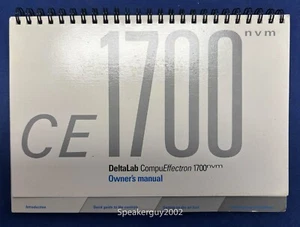 nvm
1700
CE
DeltaLab CompuEffectron 1700nvm
Owner's manual
Introduction
Speakerguy2002